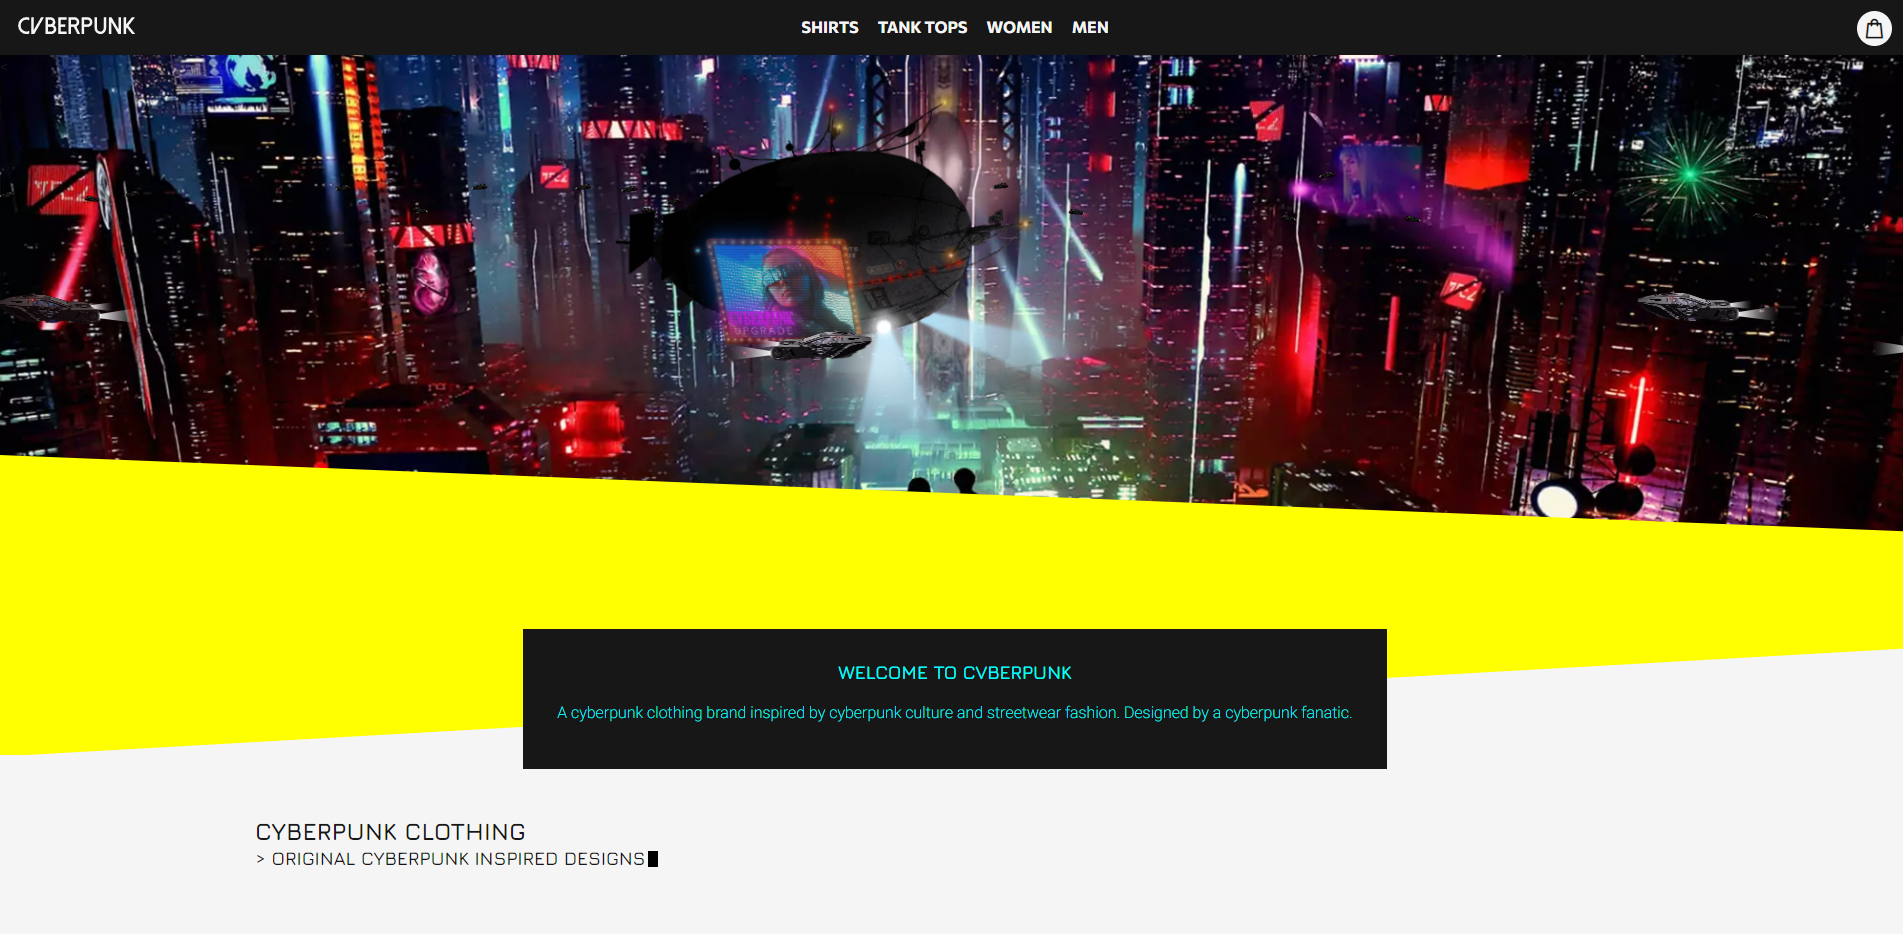 CVBERPUNK
SHIRTS TANK TOPS WOMEN MEN
UPGRADE
WELCOME TO CVBERPUNK
A cyberpunk clothing brand inspired by cyberpunk culture and streetwear fashion. Designed by a cyberpunk fanatic.
CYBERPUNK CLOTHING
> ORIGINAL CYBERPUNK INSPIRED DESIGNS